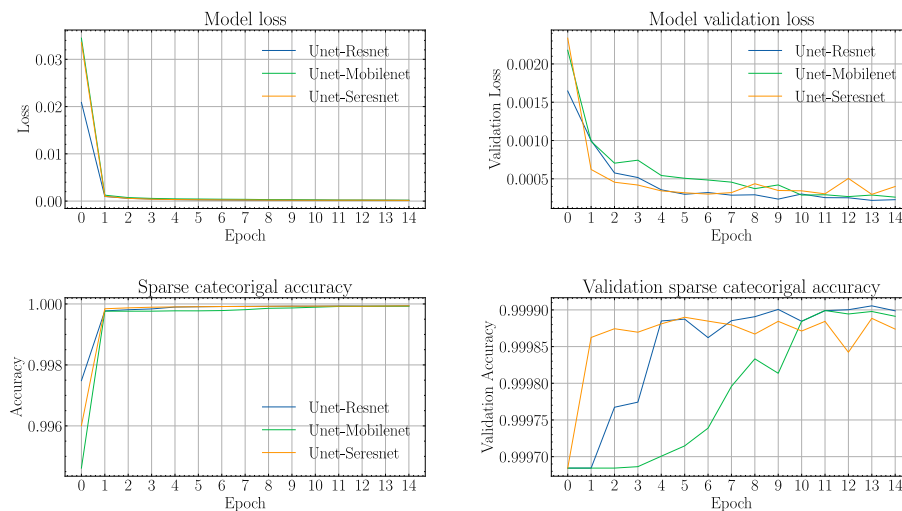 Model loss
0.03
0.02
0.01
0.00
Loss
Unet-Resnet
Unet-Mobilenet
Unet-Seresnet
0 1 2 3 4 5 6 7 8 9 10 11 12 13 14
Epoch
Model validation loss
0.0020
0.0015
0.0010
0.0005
Validation Loss
Unet-Resnet
Unet-Mobilenet
Unet-Seresnet
0 1 2 3 4 5 6 7 8 9 10 11 12 13 14
Epoch
Sparse catecorigal accuracy
1.000
0.998
0.996
Accuracy
Unet-Resnet
Unet-Mobilenet
Unet-Seresnet
0 1 2 3 4 5 6 7 8 9 10 11 12 13 14
Epoch
Validation sparse catecorigal accuracy
0.99990
0.99985
0.99980
0.99975
0.99970
Validation Accuracy
0 1 2 3 4 5 6 7 8 9 10 11 12 13 14
Epoch